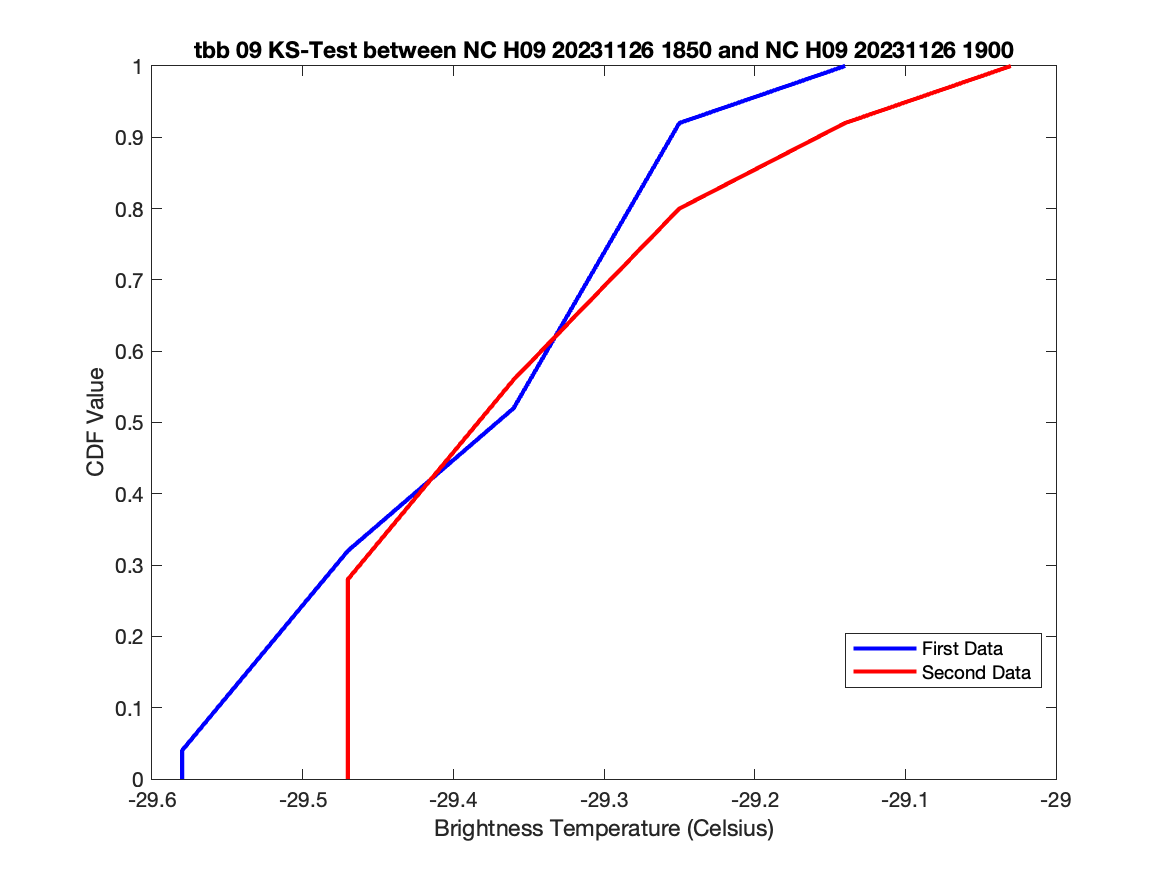 tbb 09 KS-Test between NC H09 20231126 1850 and NC H09 20231126 1900
1
0.9
0.8
0.7
0.6
0.5
0.4
0.3
0.2
0.1
0
CDF Value
First Data
Second Data
-29.6 -29.5 -29.4 -29.3 -29.2 -29.1 -29
Brightness Temperature (Celsius)